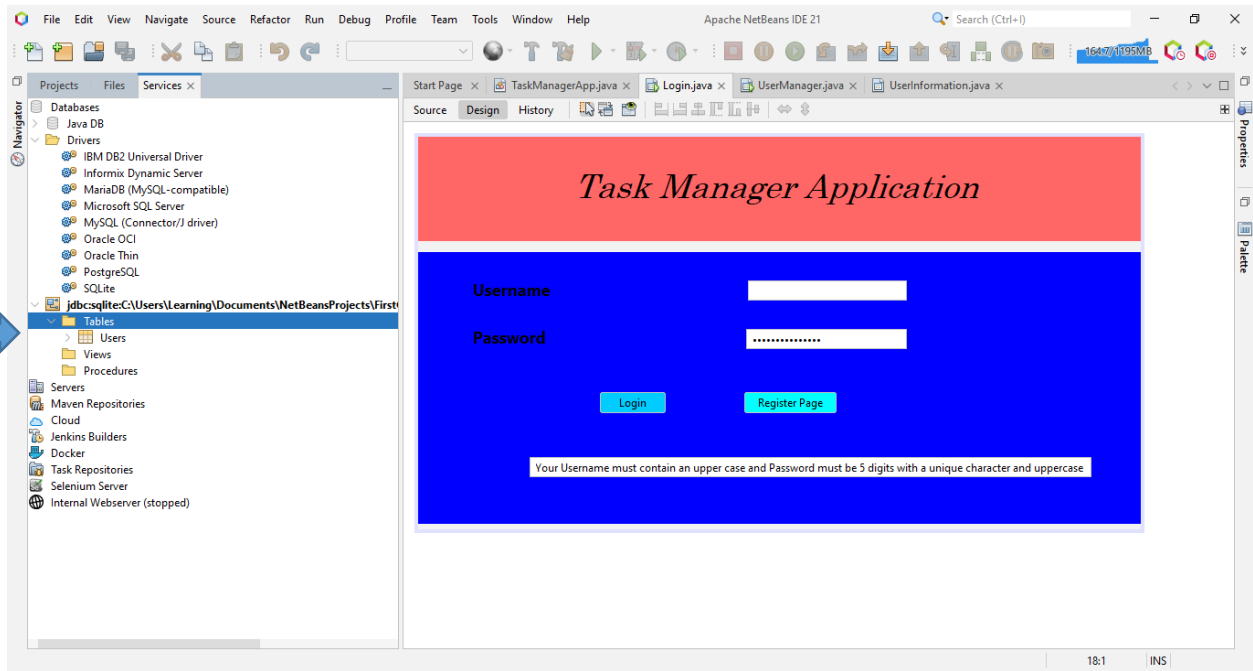 File Edit View Navigate Source Refactor Run Debug Profile Team Tools Window Help Apache NetBeans IDE 21 Search (Ctrl+I)
164.7/1195MB
Projects Files Services Start Page TaskManagerApp.java Login.java UserManager.java UserInformation.java
Source Design History
Navigator
Properties
Palette
Databases
Java DB
Drivers
IBM DB2 Universal Driver
Informix Dynamic Server
MariaDB (MySQL-compatible)
Microsoft SQL Server
MySQL (Connector/J driver)
Oracle OCI
Oracle Thin
PostgreSQL
SQLite
jdbc:sqlite:C:\Users\Learning\Documents\NetBeansProjects\First
Tables
Users
Views
Procedures
Servers
Maven Repositories
Cloud
Jenkins Builders
Docker
Task Repositories
Selenium Server
Internal Webserver (stopped)
Task Manager Application
Username
Password
Login Register Page
Your Username must contain an upper case and Password must be 5 digits with a unique character and uppercase
18:1 INS